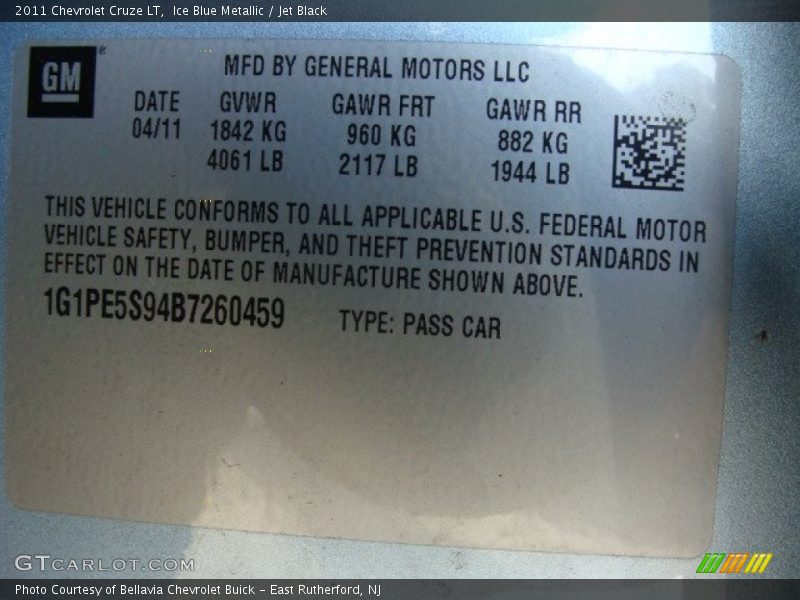 2011 Chevrolet Cruze LT,  Ice Blue Metallic / Jet Black
GM®
MFD BY GENERAL MOTORS LLC
DATE GVWR GAWR FRT GAWR RR
04/11 1842 KG 960 KG 882 KG
4061 LB 2117 LB 1944 LB
THIS VEHICLE CONFORMS TO ALL APPLICABLE U.S. FEDERAL MOTOR
VEHICLE SAFETY, BUMPER, AND THEFT PREVENTION STANDARDS IN
EFFECT ON THE DATE OF MANUFACTURE SHOWN ABOVE.
1G1PE5S94B7260459 TYPE: PASS CAR
GTCARLOT.COM
Photo Courtesy of Bellavia Chevrolet Buick - East Rutherford, NJ